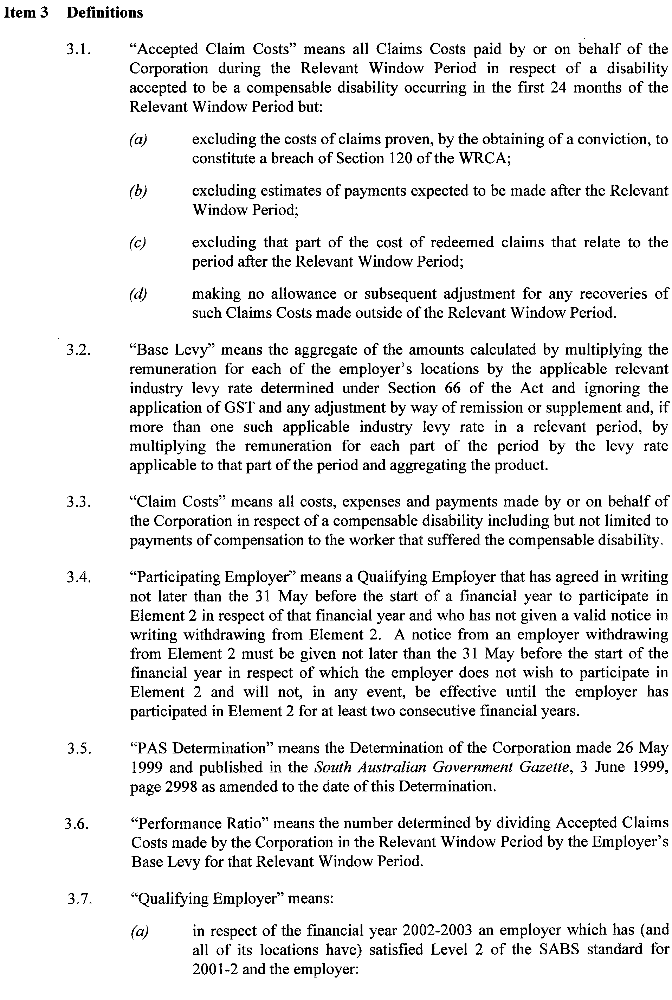 Item 3 Definitions
3.1. “Accepted Claim Costs” means all Claims Costs paid by or on behalf of the
Corporation during the Relevant Window Period in respect of a disability
accepted to be a compensable disability occurring in the first 24 months of the
Relevant Window Period but:
(a) excluding the costs of claims proven, by the obtaining of a conviction, to
constitute a breach of Section 120 of the WRCA;
(b) excluding estimates of payments expected to be made after the Relevant
Window Period;
(c) excluding that part of the cost of redeemed claims that relate to the
period after the Relevant Window Period;
(d) making no allowance or subsequent adjustment for any recoveries of
such Claims Costs made outside of the Relevant Window Period.
3.2. “Base Levy” means the aggregate of the amounts calculated by multiplying the
remuneration for each of the employer’s locations by the applicable relevant
industry levy rate determined under Section 66 of the Act and ignoring the
application of GST and any adjustment by way of remission or supplement and, if
more than one such applicable industry levy rate in a relevant period, by
multiplying the remuneration for each part of the period by the levy rate
applicable to that part of the period and aggregating the product.
3.3. “Claim Costs” means all costs, expenses and payments made by or on behalf of
the Corporation in respect of a compensable disability including but not limited to
payments of compensation to the worker that suffered the compensable disability.
3.4. “Participating Employer” means a Qualifying Employer that has agreed in writing
not later than the 31 May before the start of a financial year to participate in
Element 2 in respect of that financial year and who has not given a valid notice in
writing withdrawing from Element 2. A notice from an employer withdrawing
from Element 2 must be given not later than the 31 May before the start of the
financial year in respect of which the employer does not wish to participate in
Element 2 and will not, in any event, be effective until the employer has
participated in Element 2 for at least two consecutive financial years.
3.5. “PAS Determination” means the Determination of the Corporation made 26 May
1999 and published in the South Australian Government Gazette, 3 June 1999,
page 2998 as amended to the date of this Determination.
3.6. “Performance Ratio” means the number determined by dividing Accepted Claims
Costs made by the Corporation in the Relevant Window Period by the Employer’s
Base Levy for that Relevant Window Period.
3.7. “Qualifying Employer” means:
(a) in respect of the financial year 2002-2003 an employer which has (and
all of its locations have) satisfied Level 2 of the SABS standard for
2001-2 and the employer: